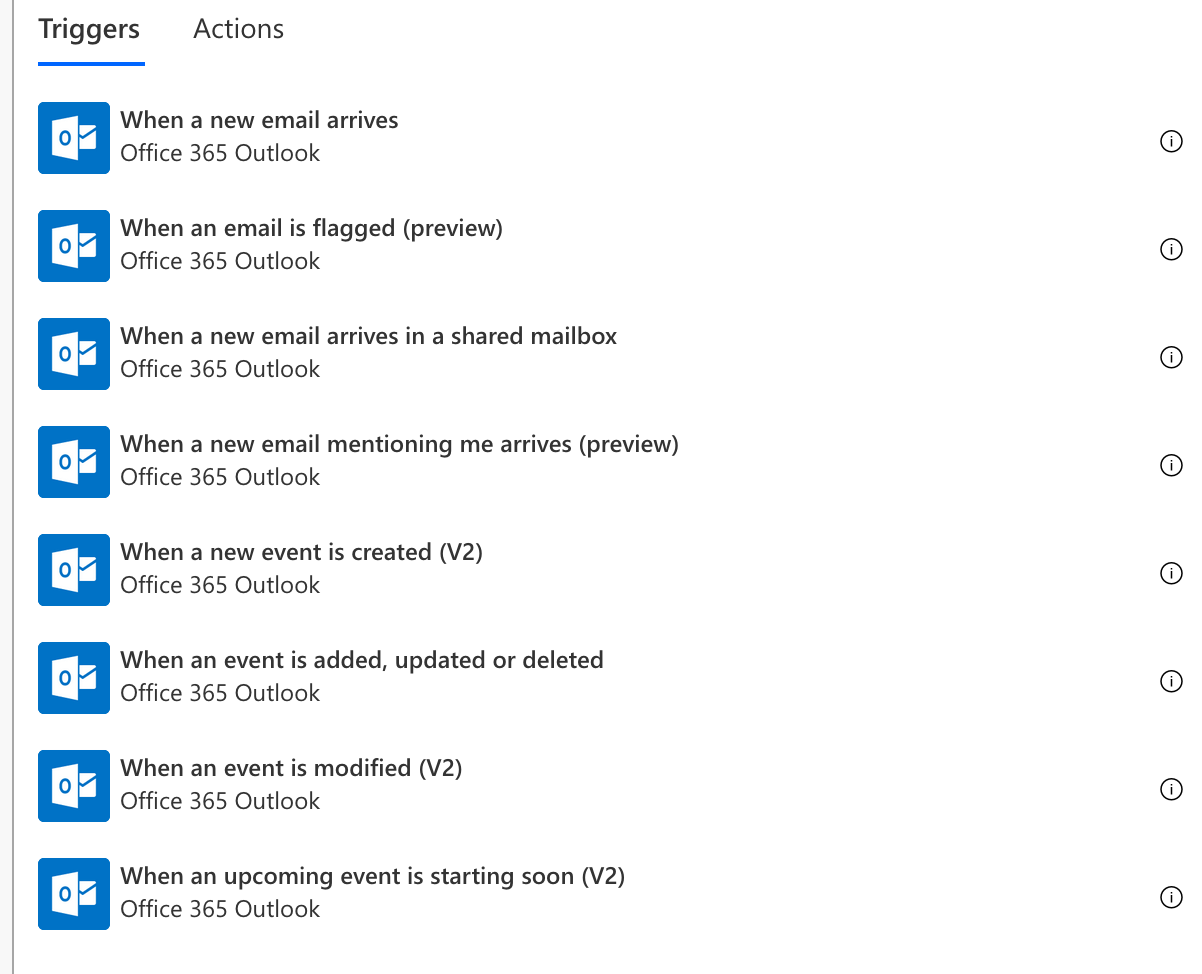 Triggers Actions
When a new email arrives
Office 365 Outlook
When an email is flagged (preview)
Office 365 Outlook
When a new email arrives in a shared mailbox
Office 365 Outlook
When a new email mentioning me arrives (preview)
Office 365 Outlook
When a new event is created (V2)
Office 365 Outlook
When an event is added, updated or deleted
Office 365 Outlook
When an event is modified (V2)
Office 365 Outlook
When an upcoming event is starting soon (V2)
Office 365 Outlook